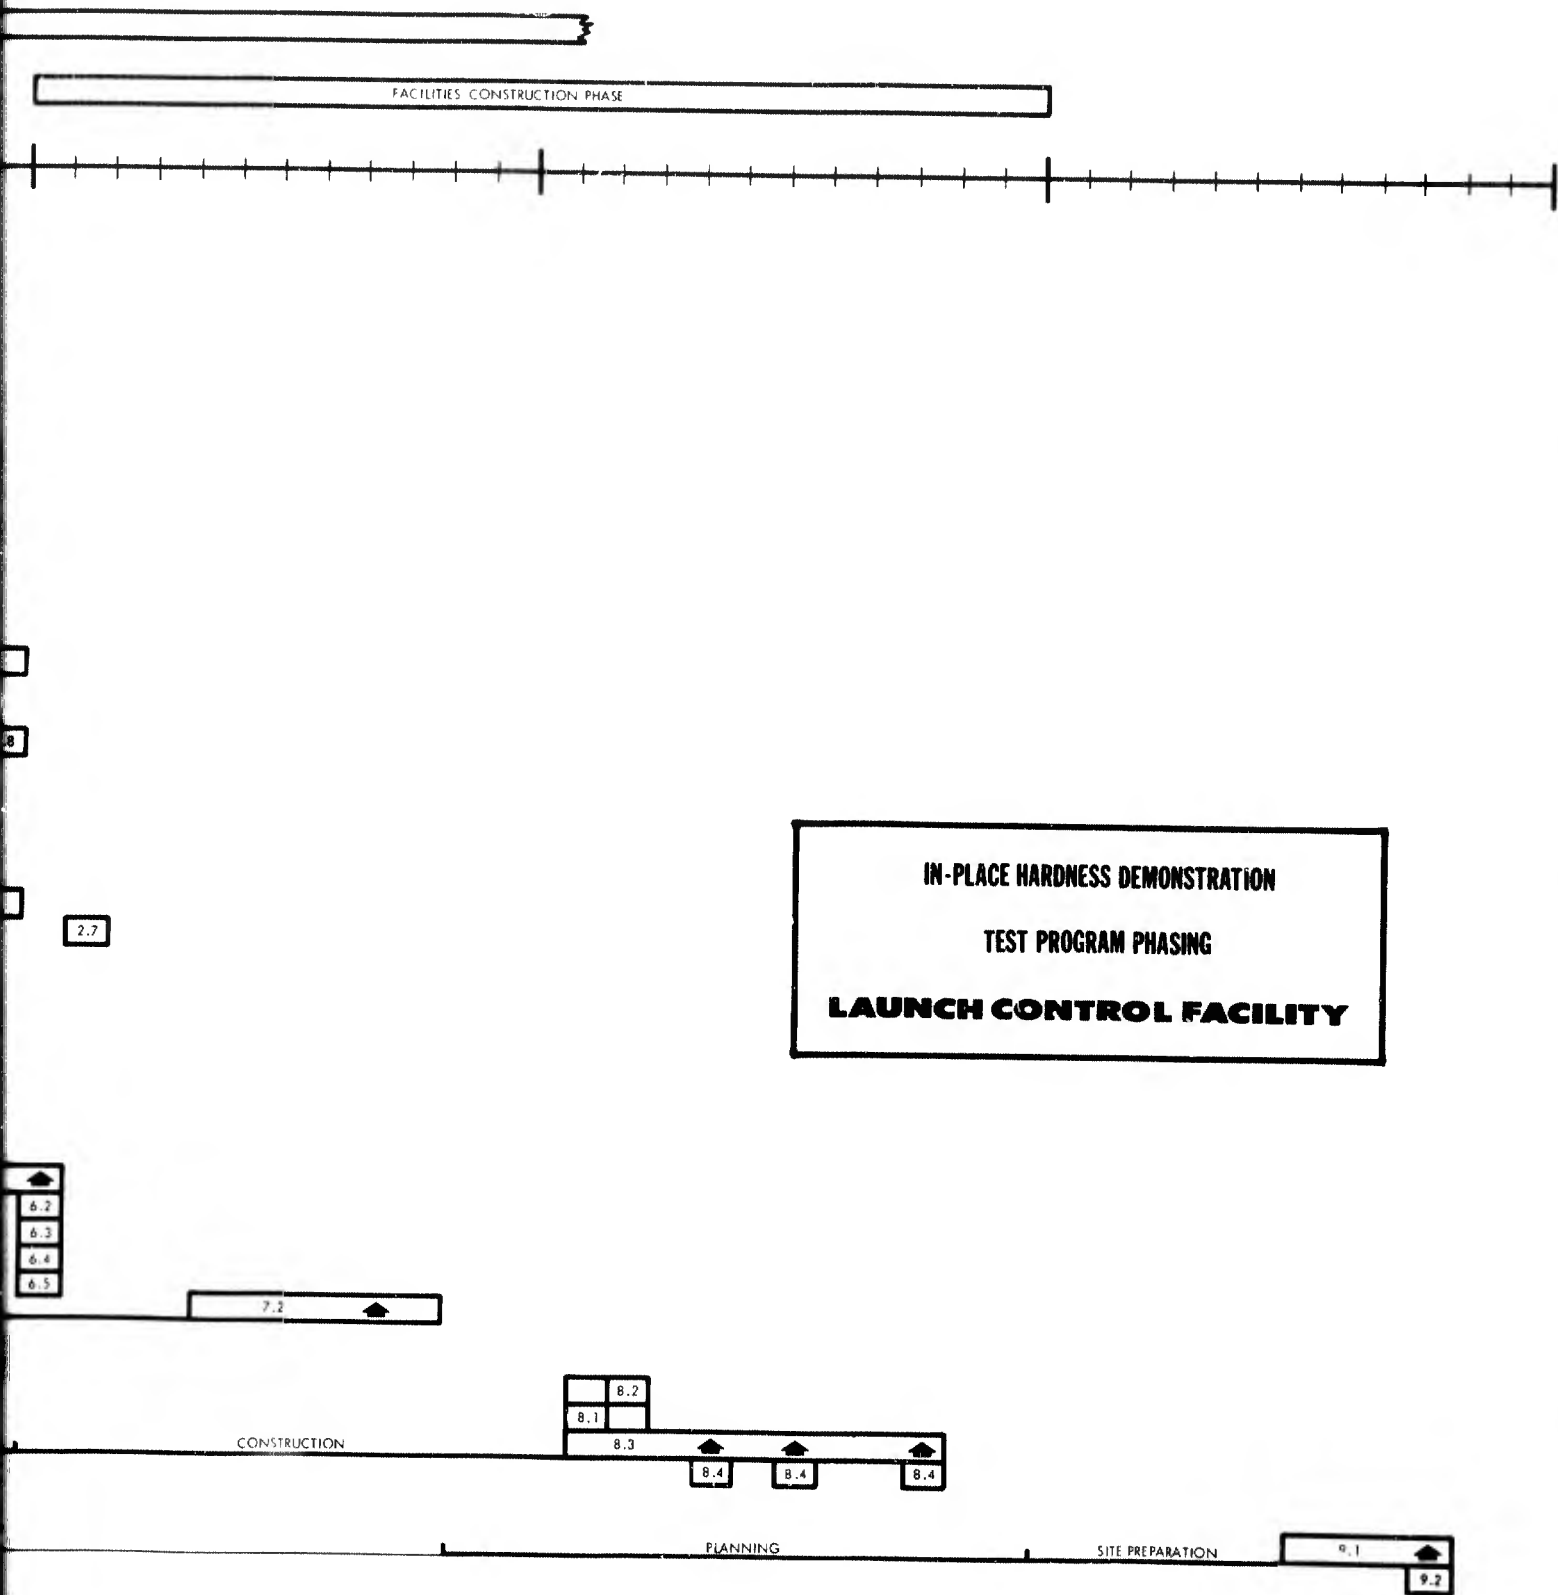 FACILITIES CONSTRUCTION PHASE
8
2.7
IN-PLACE HARDNESS DEMONSTRATION
TEST PROGRAM PHASING
LAUNCH CONTROL FACILITY
6.2
6.3
6.4
6.5
7.2
8.2
8.1
CONSTRUCTION
8.3
8.4
8.4
8.4
PLANNING
SITE PREPARATION
9.1
9.2